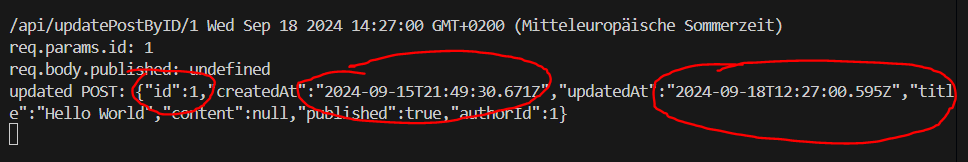 /api/updatePostByID/1 Wed Sep 18 2024 14:27:00 GMT+0200 (Mitteleuropäische Sommerzeit)
req.params.id: 1
req.body.published: undefined
updated POST: {"id":1,"createdAt":"2024-09-15T21:49:30.671Z","updatedAt":"2024-09-18T12:27:00.595Z","titl
e":"Hello World","content":null,"published":true,"authorId":1}